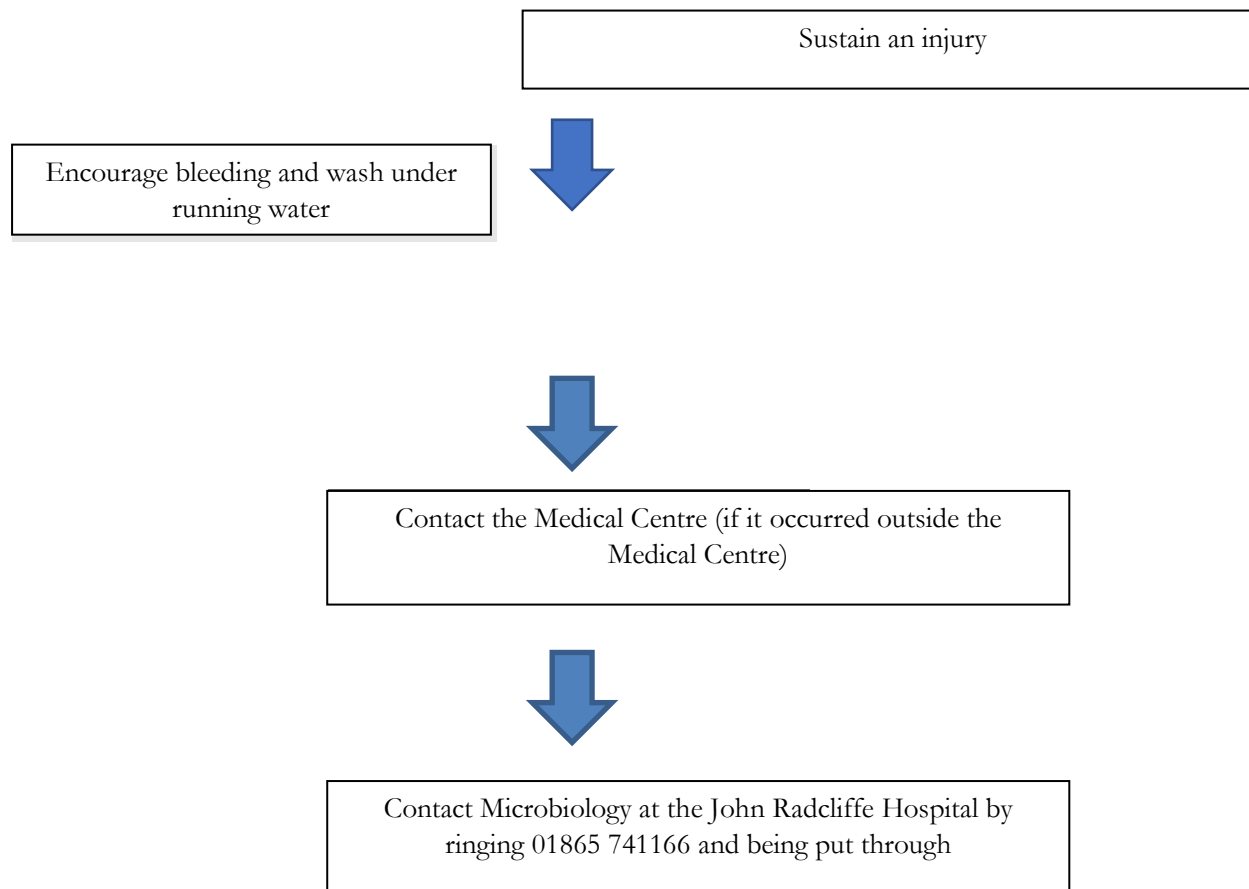 Sustain an injury
Encourage bleeding and wash under
running water
Contact the Medical Centre (if it occurred outside the
Medical Centre)
Contact Microbiology at the John Radcliffe Hospital by
ringing 01865 741166 and being put through